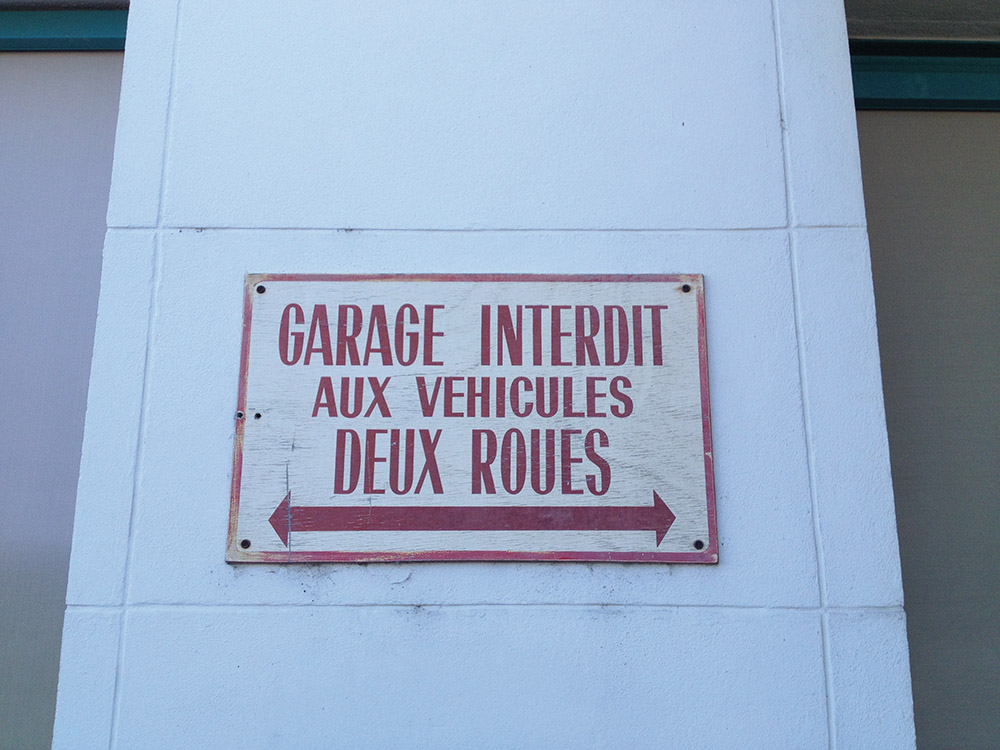 GARAGE INTERDIT
AUX VEHICULES
DEUX ROUES